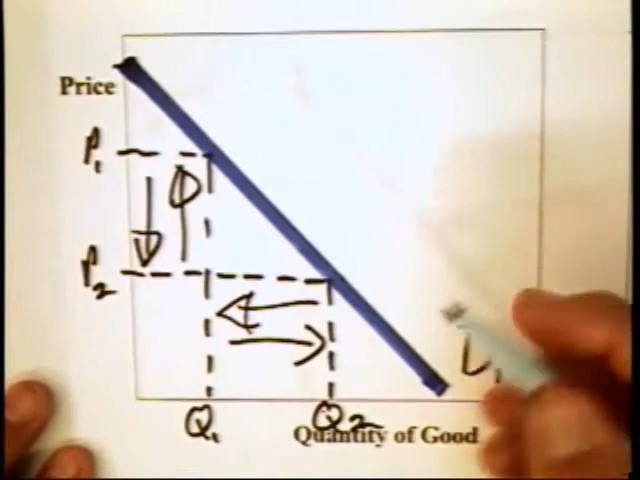 Price
P₁
P₂
Q₁
Q₂
Quantity of Good